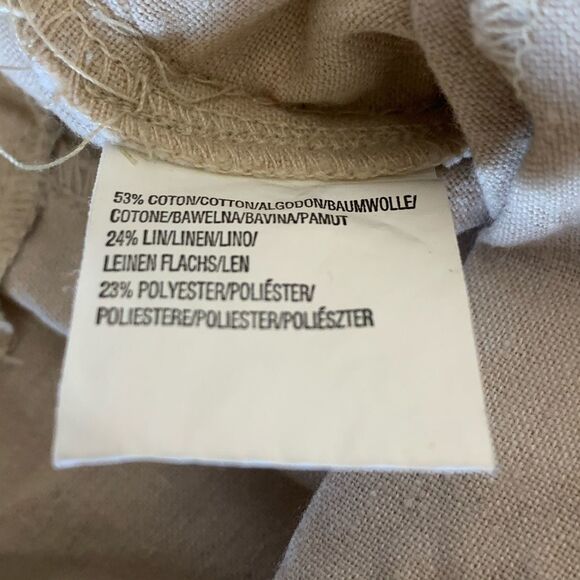 53% COTON/COTTON/ALGODON/BAUMWOLLE/
COTONE/BAWELNA/BAVINA/PAMUT
24% LIN/LINEN/LINO/
LEINEN FLACHS/LEN
23% POLYESTER/POLIÉSTER/
POLIESTERE/POLIESTER/POLIÉSZTER